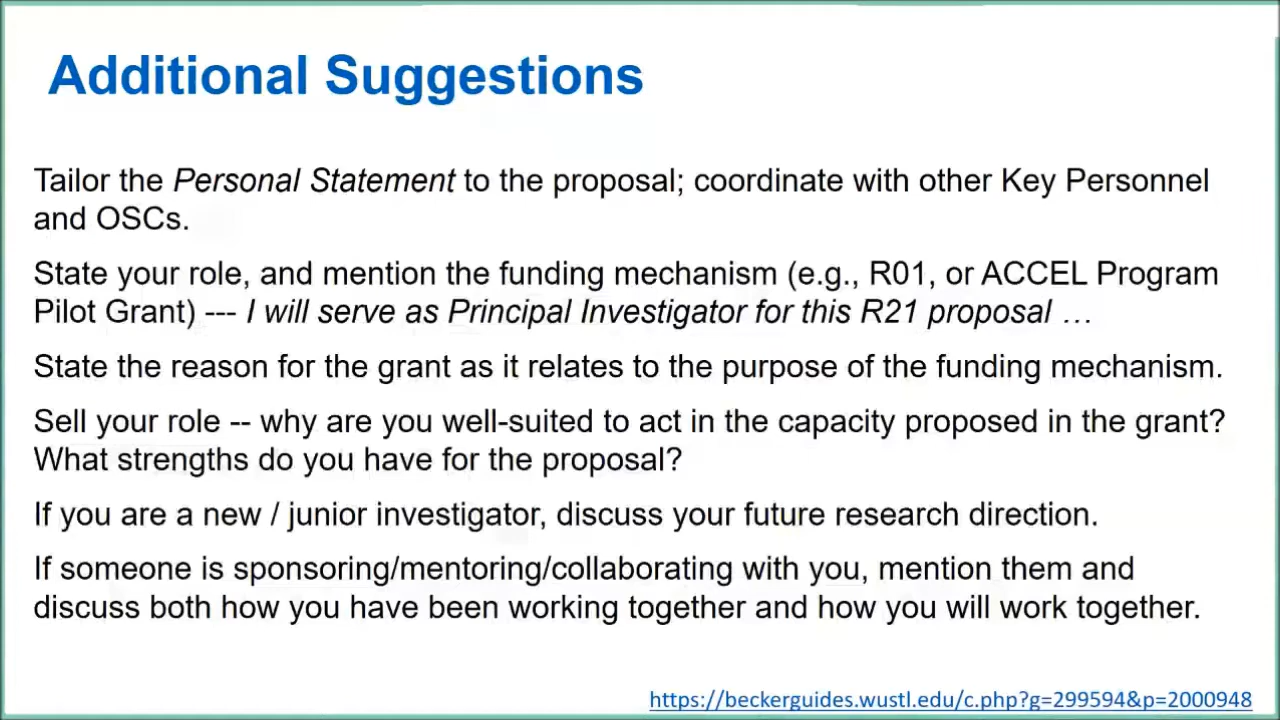 Additional Suggestions
Tailor the Personal Statement to the proposal; coordinate with other Key Personnel
and OSCs.
State your role, and mention the funding mechanism (e.g., R01, or ACCEL Program
Pilot Grant) --- I will serve as Principal Investigator for this R21 proposal …
State the reason for the grant as it relates to the purpose of the funding mechanism.
Sell your role -- why are you well-suited to act in the capacity proposed in the grant?
What strengths do you have for the proposal?
If you are a new / junior investigator, discuss your future research direction.
If someone is sponsoring/mentoring/collaborating with you, mention them and
discuss both how you have been working together and how you will work together.
https://beckerguides.wustl.edu/c.php?g=299594&p=2000948